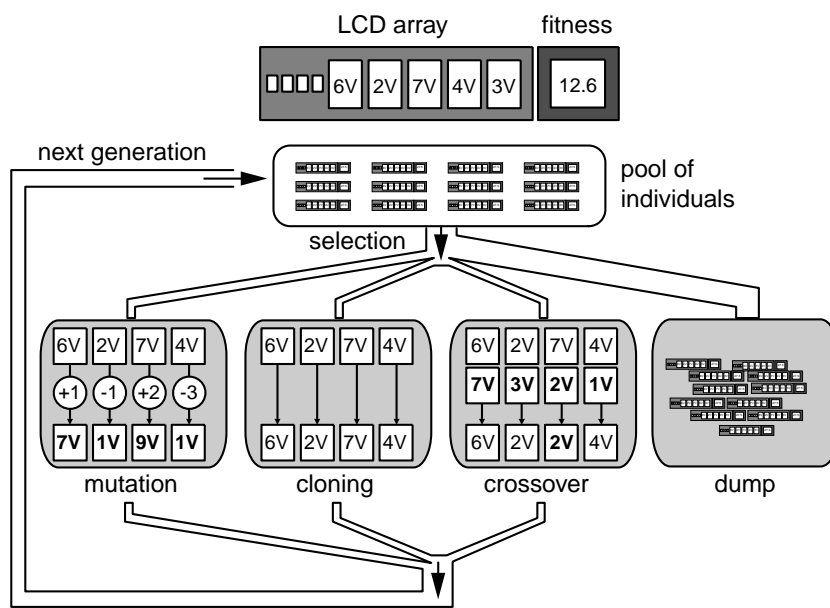 LCD array fitness
6V 2V 7V 4V 3V 12.6
next generation
pool of
individuals
selection
6V 2V 7V 4V 6V 2V 7V 4V 6V 2V 7V 4V
7V 3V 2V 1V
+1 -1 +2 -3
7V 1V 9V 1V 6V 2V 7V 4V 6V 2V 2V 4V
mutation cloning crossover dump